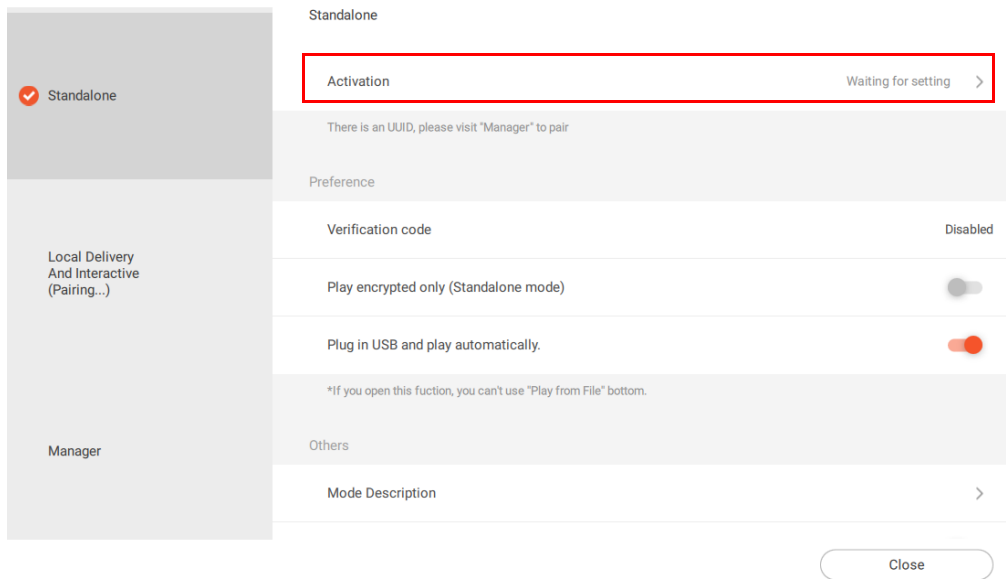 Standalone
Activation
Waiting for setting
Standalone
There is an UUID, please visit "Manager" to pair
Preference
Verification code
Disabled
Local Delivery
And Interactive
(Pairing...)
Play encrypted only (Standalone mode)
Plug in USB and play automatically.
*If you open this fuction, you can't use "Play from File" bottom.
Manager
Others
Mode Description
Close